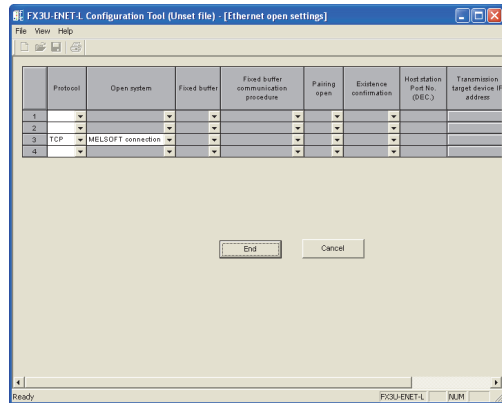 FX3U-ENET-L Configuration Tool (Unset file) - [Ethernet open settings]
File View Help
Protocol Open system Fixed buffer Fixed buffer communication procedure Pairing open Existence confirmation Host station Port No. (DEC.) Transmission target device IP address
1
2
3 TCP MELSOFT connection
4
End Cancel
Ready FX3U-ENET-L NUM